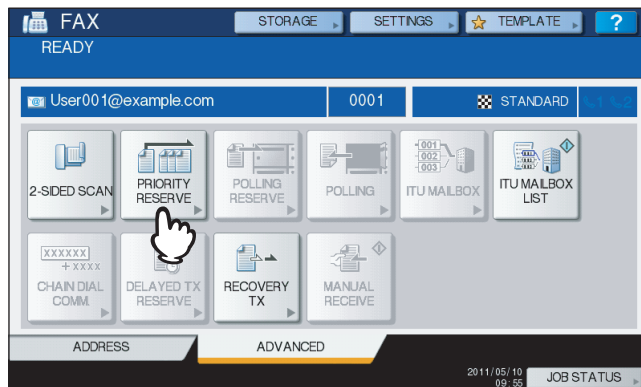 FAX
STORAGE
SETTINGS
TEMPLATE
?
READY
User001@example.com
0001
STANDARD
1
2
2-SIDED SCAN
PRIORITY
RESERVE
POLLING
RESERVE
POLLING
001
002
003
ITU MAILBOX
ITU MAILBOX
LIST
XXXXXX
+ XXXX
CHAIN DIAL
COMM.
DELAYED TX
RESERVE
RECOVERY
TX
MANUAL
RECEIVE
ADDRESS
ADVANCED
2011/05/10
09:55
JOB STATUS